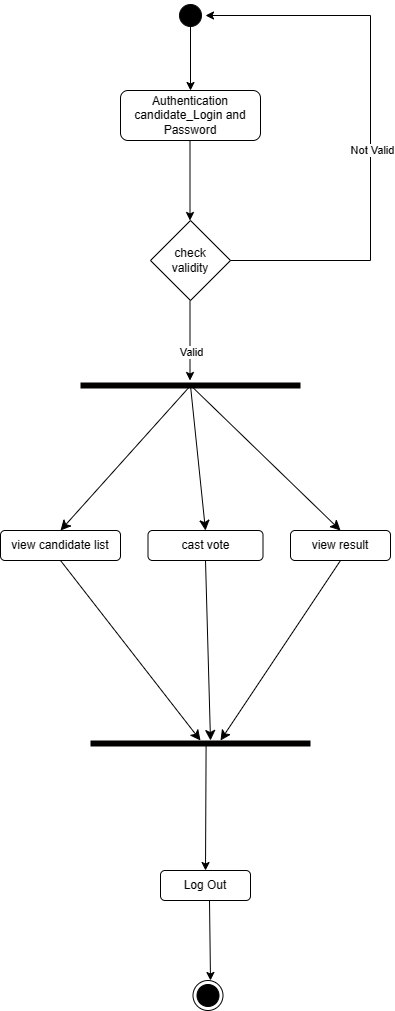 Authentication
candidate_Login and
Password
Not Valid
check
validity
Valid
view candidate list
cast vote
view result
Log Out